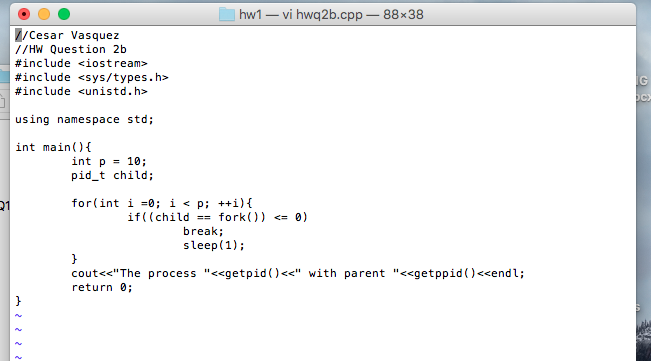 hw1 — vi hwq2b.cpp — 88×38
//Cesar Vasquez
//HW Question 2b
#include <iostream>
#include <sys/types.h>
#include <unistd.h>
using namespace std;
int main(){
int p = 10;
pid_t child;
for(int i =0; i < p; ++i){
if((child == fork()) <= 0)
break;
sleep(1);
}
cout<<"The process "<<getpid()<<" with parent "<<getppid()<<endl;
return 0;
}
~
~
~
~